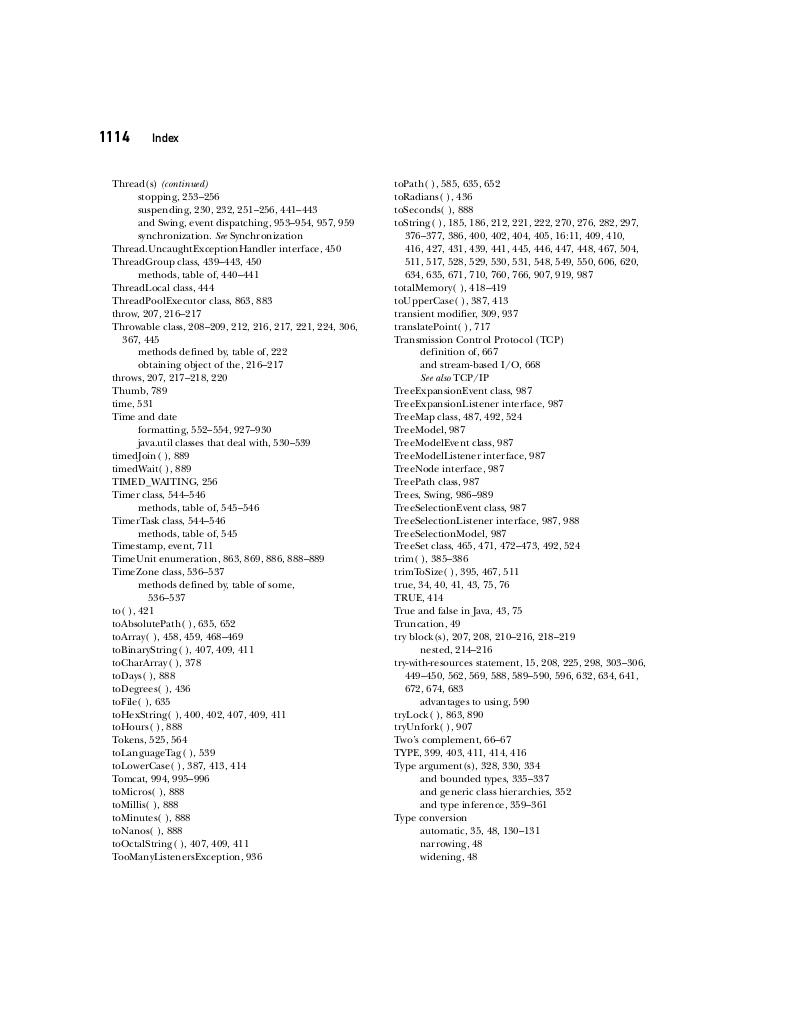 1114 Index
Thread(s) (continued)
stopping, 253–256
suspending, 230, 232, 251–256, 441–443
and Swing, event dispatching, 953–954, 957, 959
synchronization. See Synchronization
Thread.UncaughtExceptionHandler interface, 450
ThreadGroup class, 439–443, 450
methods, table of, 440–441
ThreadLocal class, 444
ThreadPoolExecutor class, 863, 883
throw, 207, 216–217
Throwable class, 208–209, 212, 216, 217, 221, 224, 306,
367, 445
methods defined by, table of, 222
obtaining object of the, 216–217
throws, 207, 217–218, 220
Thumb, 789
time, 531
Time and date
formatting, 552–554, 927–930
java.util classes that deal with, 530–539
timedJoin( ), 889
timedWait( ), 889
TIMED_WAITING, 256
Timer class, 544–546
methods, table of, 545–546
TimerTask class, 544–546
methods, table of, 545
Timestamp, event, 711
TimeUnit enumeration, 863, 869, 886, 888–889
TimeZone class, 536–537
methods defined by, table of some,
536–537
to( ), 421
toAbsolutePath( ), 635, 652
toArray( ), 458, 459, 468–469
toBinaryString( ), 407, 409, 411
toCharArray( ), 378
toDays( ), 888
toDegrees( ), 436
toFile( ), 635
toHexString( ), 400, 402, 407, 409, 411
toHours( ), 888
Tokens, 525, 564
toLanguageTag( ), 539
toLowerCase( ), 387, 413, 414
Tomcat, 994, 995–996
toMicros( ), 888
toMillis( ), 888
toMinutes( ), 888
toNanos( ), 888
toOctalString( ), 407, 409, 411
TooManyListenersException, 936
toPath( ), 585, 635, 652
toRadians( ), 436
toSeconds( ), 888
toString( ), 185, 186, 212, 221, 222, 270, 276, 282, 297,
376–377, 386, 400, 402, 404, 405, 16:11, 409, 410,
416, 427, 431, 439, 441, 445, 446, 447, 448, 467, 504,
511, 517, 528, 529, 530, 531, 548, 549, 550, 606, 620,
634, 635, 671, 710, 760, 766, 907, 919, 987
totalMemory( ), 418–419
toUpperCase( ), 387, 413
transient modifier, 309, 937
translatePoint( ), 717
Transmission Control Protocol (TCP)
definition of, 667
and stream-based I/O, 668
See also TCP/IP
TreeExpansionEvent class, 987
TreeExpansionListener interface, 987
TreeMap class, 487, 492, 524
TreeModel, 987
TreeModelEvent class, 987
TreeModelListener interface, 987
TreeNode interface, 987
TreePath class, 987
Trees, Swing, 986–989
TreeSelectionEvent class, 987
TreeSelectionListener interface, 987, 988
TreeSelectionModel, 987
TreeSet class, 465, 471, 472–473, 492, 524
trim( ), 385–386
trimToSize( ), 395, 467, 511
true, 34, 40, 41, 43, 75, 76
TRUE, 414
True and false in Java, 43, 75
Truncation, 49
try block(s), 207, 208, 210–216, 218–219
nested, 214–216
try-with-resources statement, 15, 208, 225, 298, 303–306,
449–450, 562, 569, 588, 589–590, 596, 632, 634, 641,
672, 674, 683
advantages to using, 590
tryLock( ), 863, 890
tryUnfork( ), 907
Two's complement, 66–67
TYPE, 399, 403, 411, 414, 416
Type argument(s), 328, 330, 334
and bounded types, 335–337
and generic class hierarchies, 352
and type inference, 359–361
Type conversion
automatic, 35, 48, 130–131
narrowing, 48
widening, 48